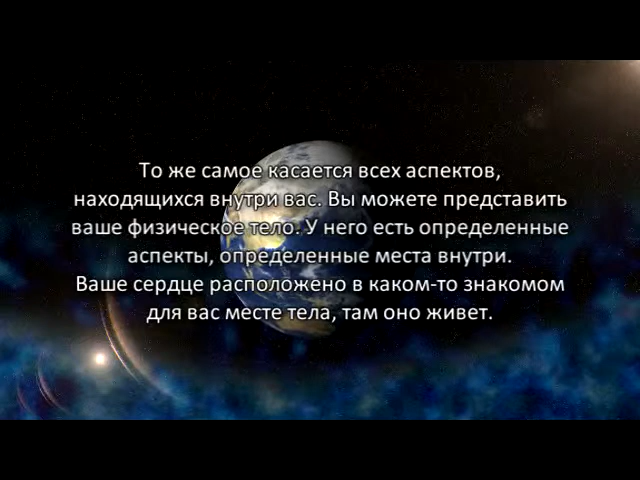 То же самое касается всех аспектов,
находящихся внутри вас. Вы можете представить
ваше физическое тело. У него есть определенные
аспекты, определенные места внутри.
Ваше сердце расположено в каком-то знакомом
для вас месте тела, там оно живет.